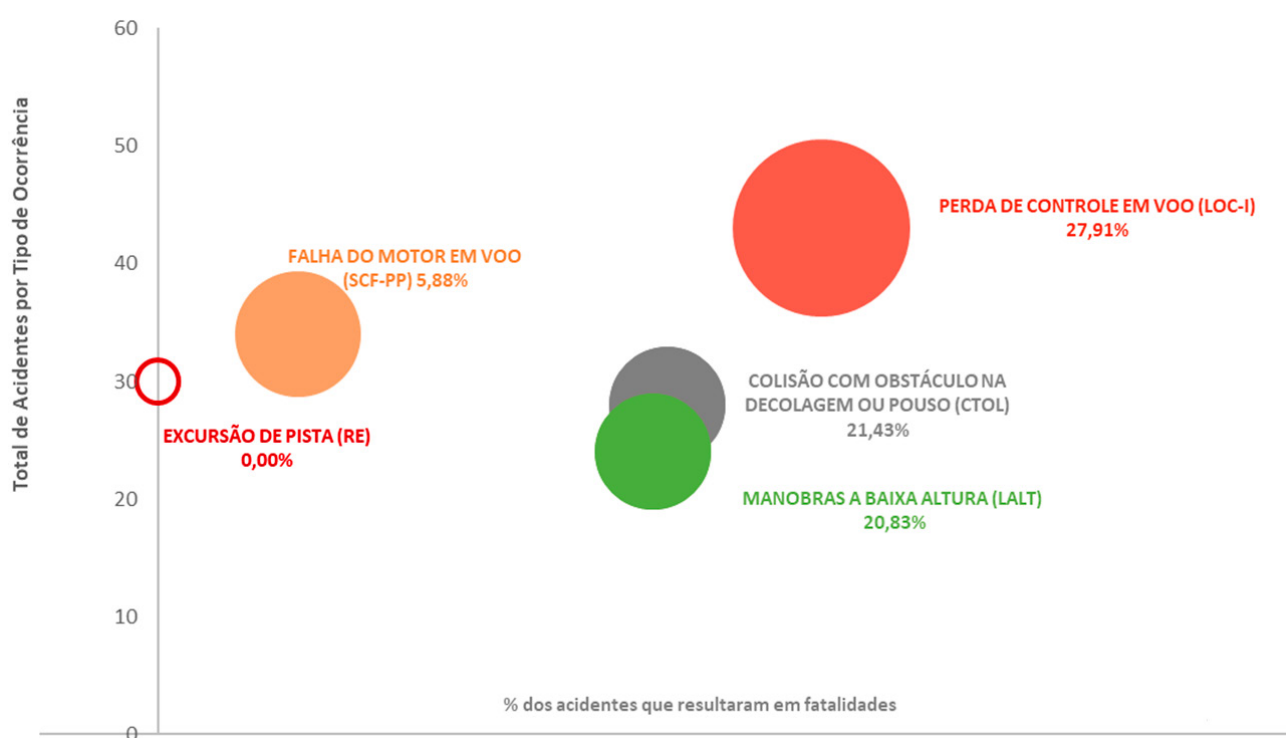 60
50
40
30
20
10
0
Total de Acidentes por Tipo de Ocorrência
PERDA DE CONTROLE EM VOO (LOC-I)
27,91%
FALHA DO MOTOR EM VOO
(SCF-PP) 5,88%
COLISÃO COM OBSTÁCULO NA
DECOLAGEM OU POUSO (CTOL)
21,43%
EXCURSÃO DE PISTA (RE)
0,00%
MANOBRAS A BAIXA ALTURA (LALT)
20,83%
% dos acidentes que resultaram em fatalidades